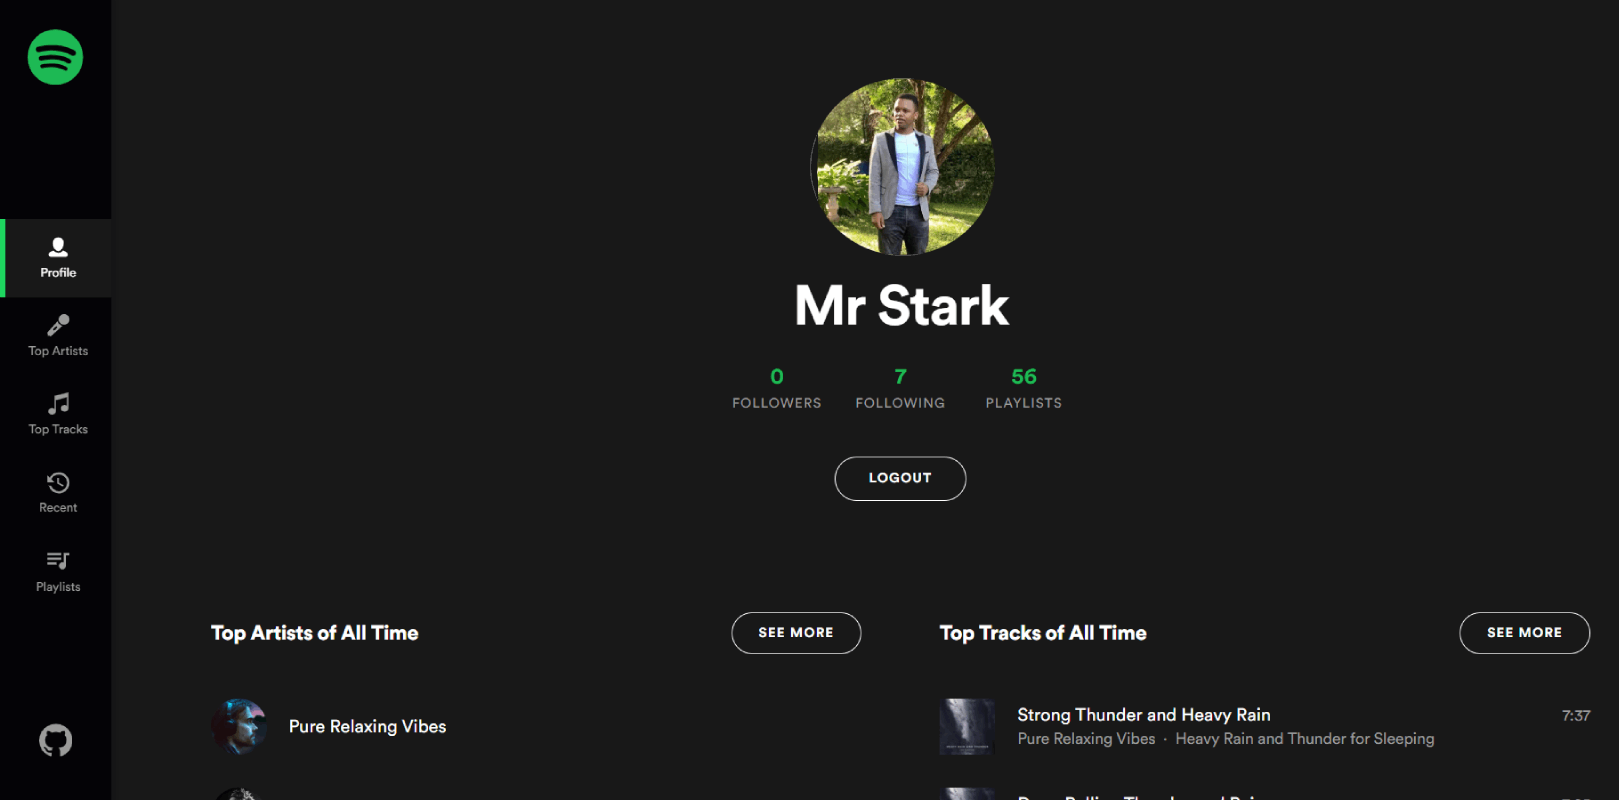 Profile
Top Artists
Top Tracks
Recent
Playlists
Mr Stark
0 7 56
FOLLOWERS FOLLOWING PLAYLISTS
LOGOUT
Top Artists of All Time
SEE MORE
Pure Relaxing Vibes
Top Tracks of All Time
SEE MORE
Strong Thunder and Heavy Rain
7:37
Pure Relaxing Vibes · Heavy Rain and Thunder for Sleeping